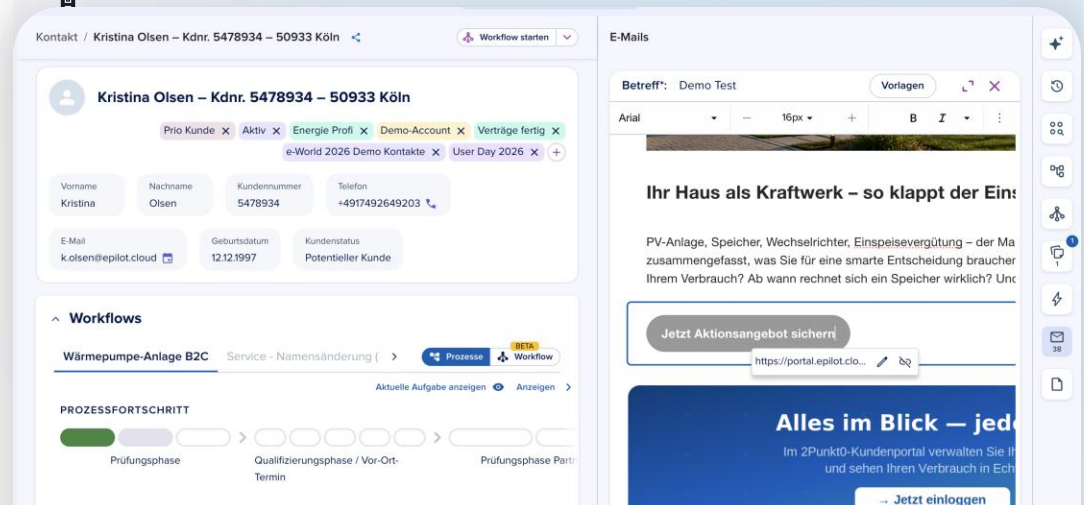 Kontakt / Kristina Olsen – Kdnr. 5478934 – 50933 Köln
Workflow starten
Kristina Olsen – Kdnr. 5478934 – 50933 Köln
Prio Kunde X Aktiv X Energie Profi X Demo-Account X Verträge fertig X
e-World 2026 Demo Kontakte X User Day 2026 X +
Vorname Nachname Kundennummer Telefon
Kristina Olsen 5478934 +4917492649203
E-Mail Geburtsdatum Kundenstatus
k.olsen@epilot.cloud 12.12.1997 Potentieller Kunde
Workflows
BETA
Wärmepumpe-Anlage B2C Service - Namensänderung ( > Prozesse Workflow
Aktuelle Aufgabe anzeigen Anzeigen >
PROZESSFORTSCHRITT
Prüfungsphase Qualifizierungsphase / Vor-Ort- Prüfungsphase Partn
Termin
E-Mails
Betreff*: Demo Test Vorlagen
Arial – 16px + B I
Ihr Haus als Kraftwerk – so klappt der Eins
PV-Anlage, Speicher, Wechselrichter, Einspeisevergütung – der Ma
zusammengefasst, was Sie für eine smarte Entscheidung braucher
Ihrem Verbrauch? Ab wann rechnet sich ein Speicher wirklich? Und
Jetzt Aktionsangebot sichern
https://portal.epilot.clo...
Alles im Blick — jed
Im 2Punkt0-Kundenportal verwalten Sie Ih
und sehen Ihren Verbrauch in Ech
→ Jetzt einloggen
1
1
38